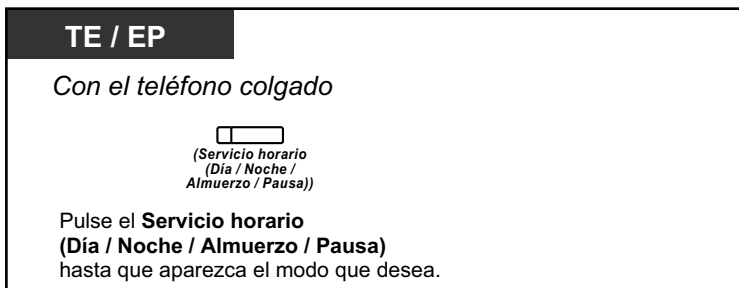 TE / EP
Con el teléfono colgado
(Servicio horario
(Día / Noche /
Almuerzo / Pausa))
Pulse el Servicio horario
(Día / Noche / Almuerzo / Pausa)
hasta que aparezca el modo que desea.